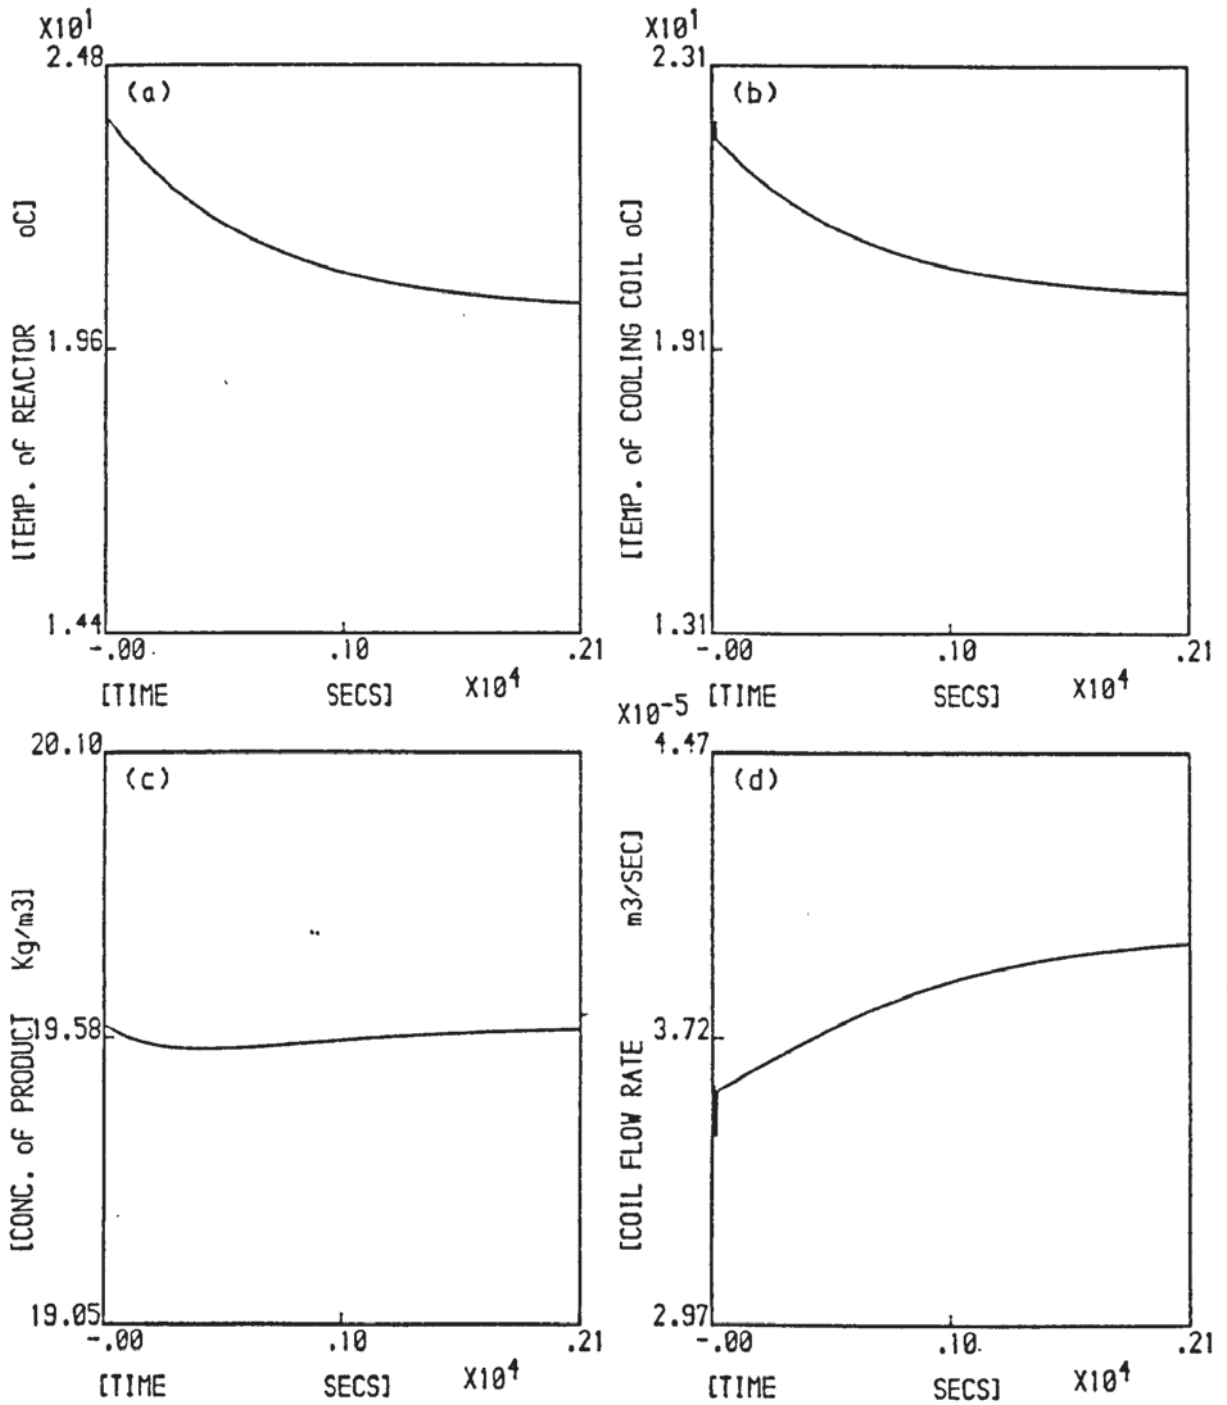 X10¹
2.48
(a)
[TEMP. of REACTOR oC]
1.96
1.44
-.00
.10
.21
[TIME SECS]
X10⁴
X10¹
2.31
(b)
[TEMP. of COOLING COIL oC]
1.91
1.31
-.00
.10
.21
[TIME SECS]
X10⁴
20.10
(c)
[CONC. of PRODUCT Kg/m3]
19.58
19.05
-.00
.10
.21
[TIME SECS]
X10⁴
X10⁻⁵
4.47
(d)
[COIL FLOW RATE m3/SEC]
3.72
2.97
-.00
.10
.21
[TIME SECS]
X10⁴